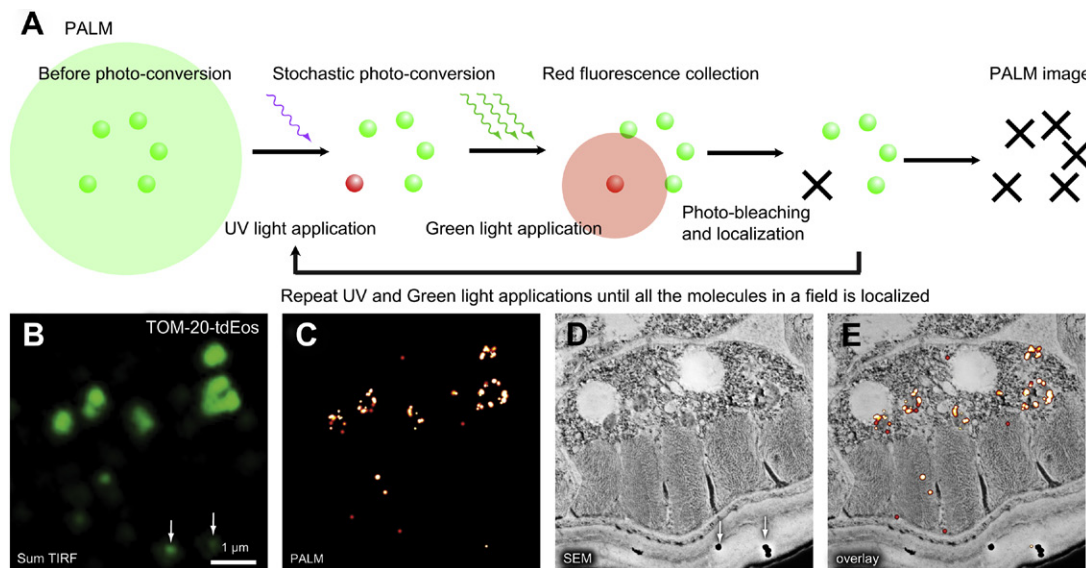 A
PALM
Before photo-conversion
Stochastic photo-conversion
Red fluorescence collection
PALM image
UV light application
Green light application
Photo-bleaching
and localization
Repeat UV and Green light applications until all the molecules in a field is localized
B
TOM-20-tdEos
1 μm
Sum TIRF
C
PALM
D
SEM
E
overlay